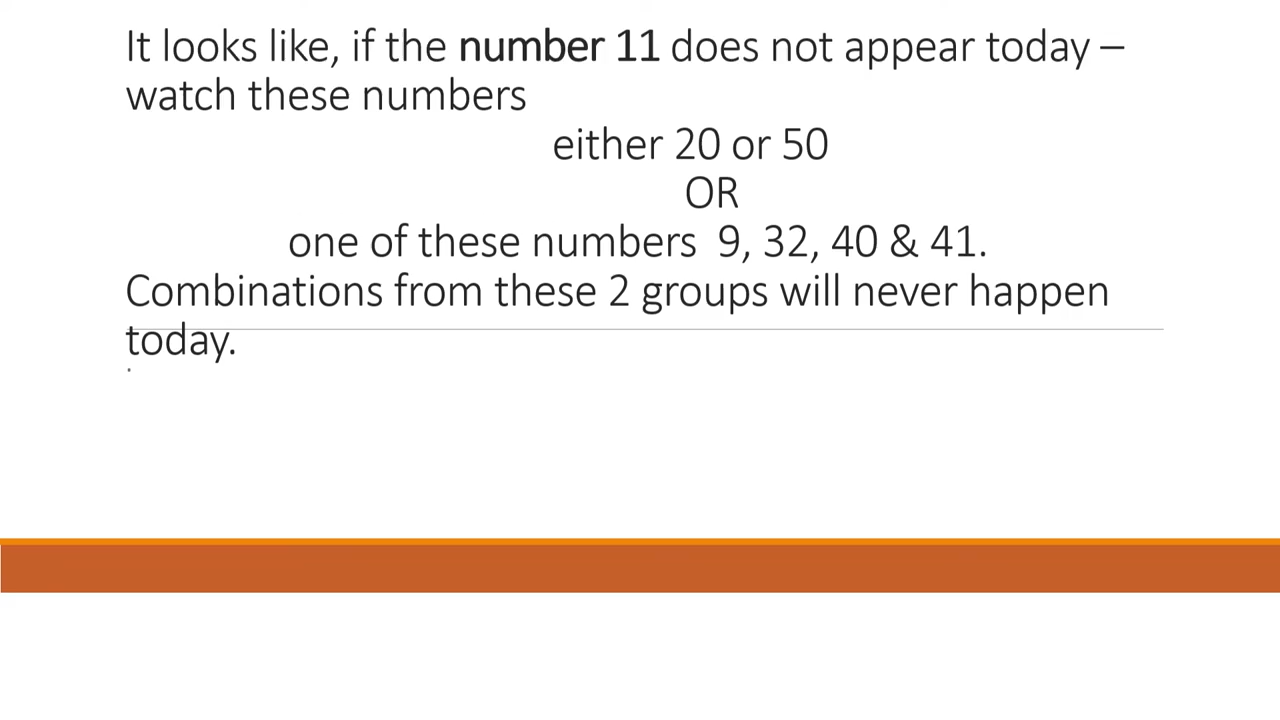 It looks like, if the number 11 does not appear today –
watch these numbers
either 20 or 50
OR
one of these numbers 9, 32, 40 & 41.
Combinations from these 2 groups will never happen
today.
.